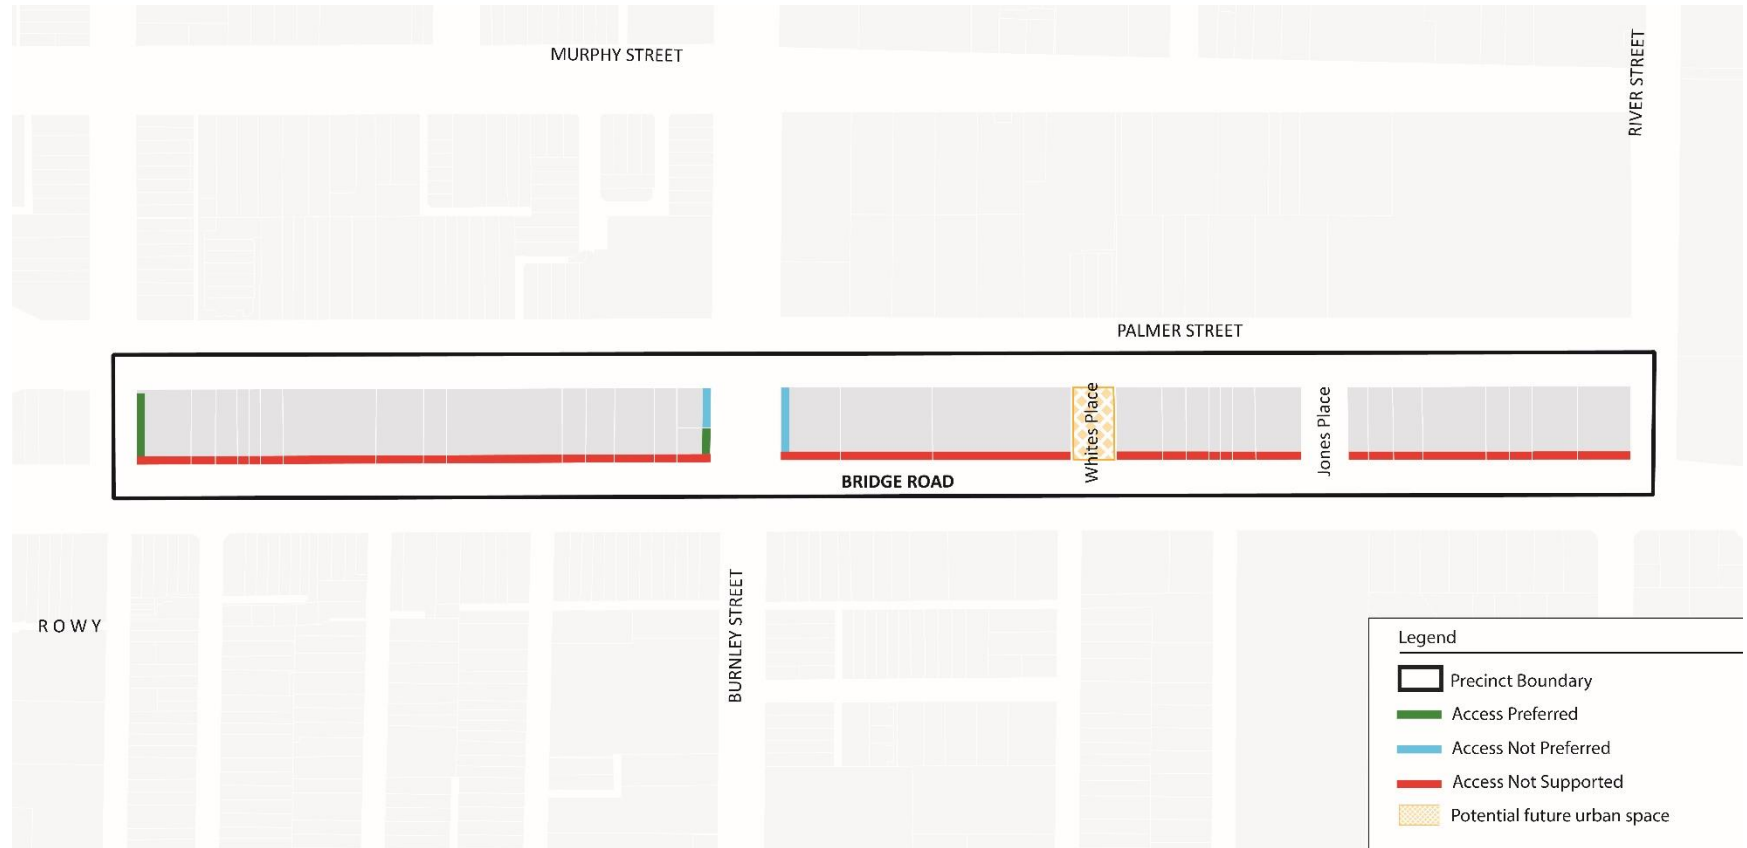 MURPHY STREET
RIVER STREET
PALMER STREET
Whites Place
Jones Place
BRIDGE ROAD
BURNLEY STREET
R O W Y
Legend
Precinct Boundary
Access Preferred
Access Not Preferred
Access Not Supported
Potential future urban space